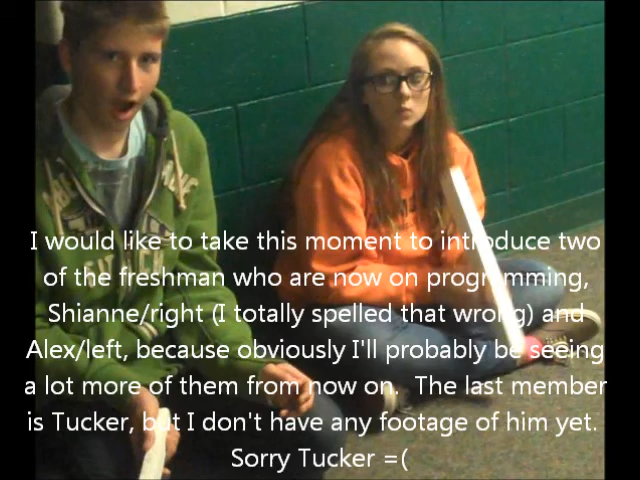 I would like to take this moment to introduce two
of the freshman who are now on programming,
Shianne/right (I totally spelled that wrong) and
Alex/left, because obviously I'll probably be seeing
a lot more of them from now on.  The last member
is Tucker, but I don't have any footage of him yet.
Sorry Tucker =(